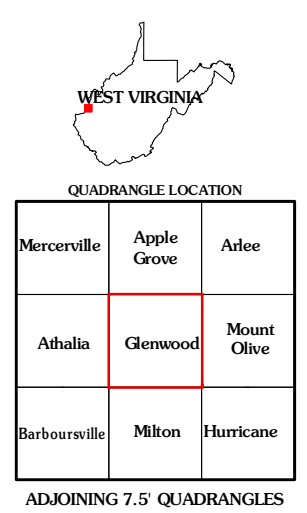 WEST VIRGINIA
QUADRANGLE LOCATION
Mercerville
Apple
Grove
Arlee
Athalia
Glenwood
Mount
Olive
Barboursville
Milton
Hurricane
ADJOINING 7.5' QUADRANGLES